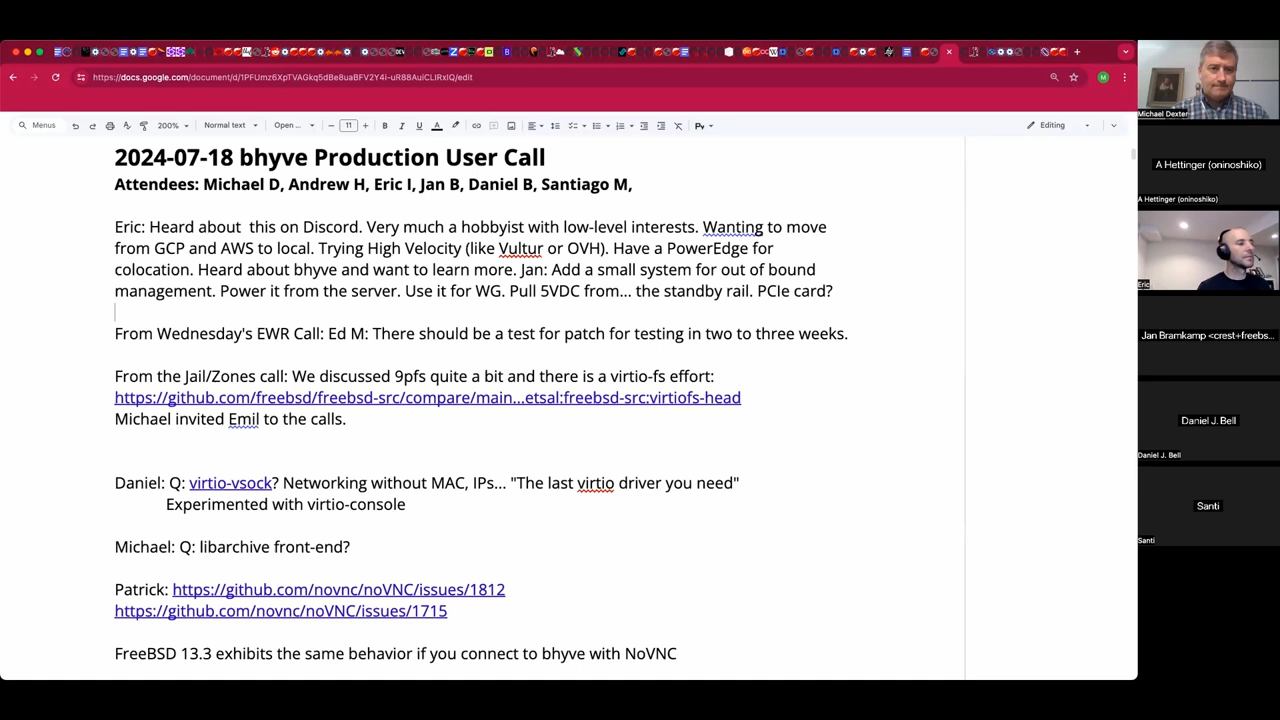 https://docs.google.com/document/d/1PFUmz6XpTVAGkq5dBe8uaBFV2Y4i-uR88AuiCLIRxIQ/edit
M
Menus
200%
Normal text
Open ...
11
B
I
U
A
Editing
2024-07-18 bhyve Production User Call
Attendees: Michael D, Andrew H, Eric I, Jan B, Daniel B, Santiago M,
Eric: Heard about this on Discord. Very much a hobbyist with low-level interests. Wanting to move
from GCP and AWS to local. Trying High Velocity (like Vultur or OVH). Have a PowerEdge for
colocation. Heard about bhyve and want to learn more. Jan: Add a small system for out of bound
management. Power it from the server. Use it for WG. Pull 5VDC from... the standby rail. PCIe card?
From Wednesday's EWR Call: Ed M: There should be a test for patch for testing in two to three weeks.
From the Jail/Zones call: We discussed 9pfs quite a bit and there is a virtio-fs effort:
https://github.com/freebsd/freebsd-src/compare/main...etsal:freebsd-src:virtiofs-head
Michael invited Emil to the calls.
Daniel: Q: virtio-vsock? Networking without MAC, IPs... "The last virtio driver you need"
Experimented with virtio-console
Michael: Q: libarchive front-end?
Patrick: https://github.com/novnc/noVNC/issues/1812
https://github.com/novnc/noVNC/issues/1715
FreeBSD 13.3 exhibits the same behavior if you connect to bhyve with NoVNC
Michael Dexter
A Hettinger (oninoshiko)
A Hettinger (oninoshiko)
Eric
Jan Bramkamp <crest+freebs...
Daniel J. Bell
Daniel J. Bell
Santi
Santi